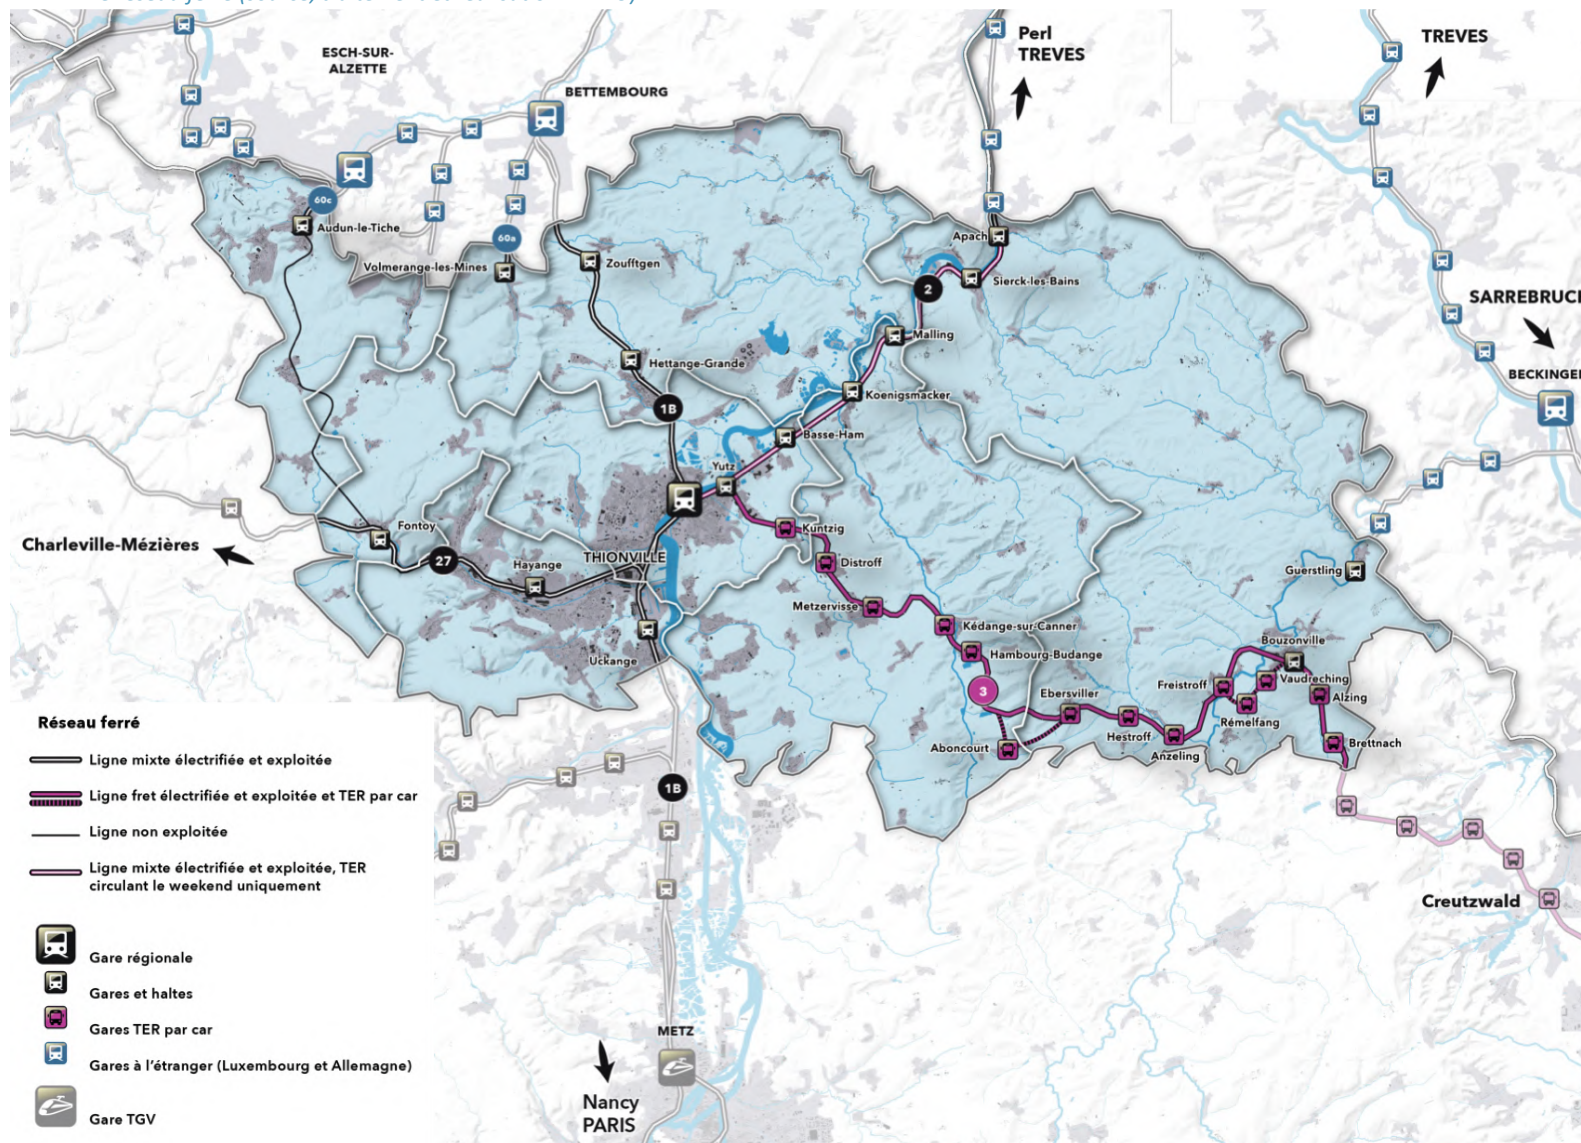 ESCH-SUR-
ALZETTE
BETTEMBOURG
Perl
TREVES
TREVES
60c
Audun-le-Tiche
60a
Volmerange-les-Mines
Zoufftgen
Apach
Sierck-les-Bains
2
SARREBRUC
Malling
Hettange-Grande
BECKINGE
Koenigsmacker
1B
Basse-Ham
Yutz
Fontoy
Kuntzig
Charleville-Mézières
27
Hayange
THIONVILLE
Distroff
Guerstling
Metzervisse
Kédange-sur-Canner
Bouzonville
Hambourg-Budange
Uckange
3
Ebersviller
Freistroff
Vaudreching
Alzing
Rémelfang
Hestroff
Aboncourt
Anzeling
Brettnach
1B
Creutzwald
METZ
Nancy
PARIS
Réseau ferré
Ligne mixte électrifiée et exploitée
Ligne fret électrifiée et exploitée et TER par car
Ligne non exploitée
Ligne mixte électrifiée et exploitée, TER
circulant le weekend uniquement
Gare régionale
Gares et haltes
Gares TER par car
Gares à l'étranger (Luxembourg et Allemagne)
Gare TGV